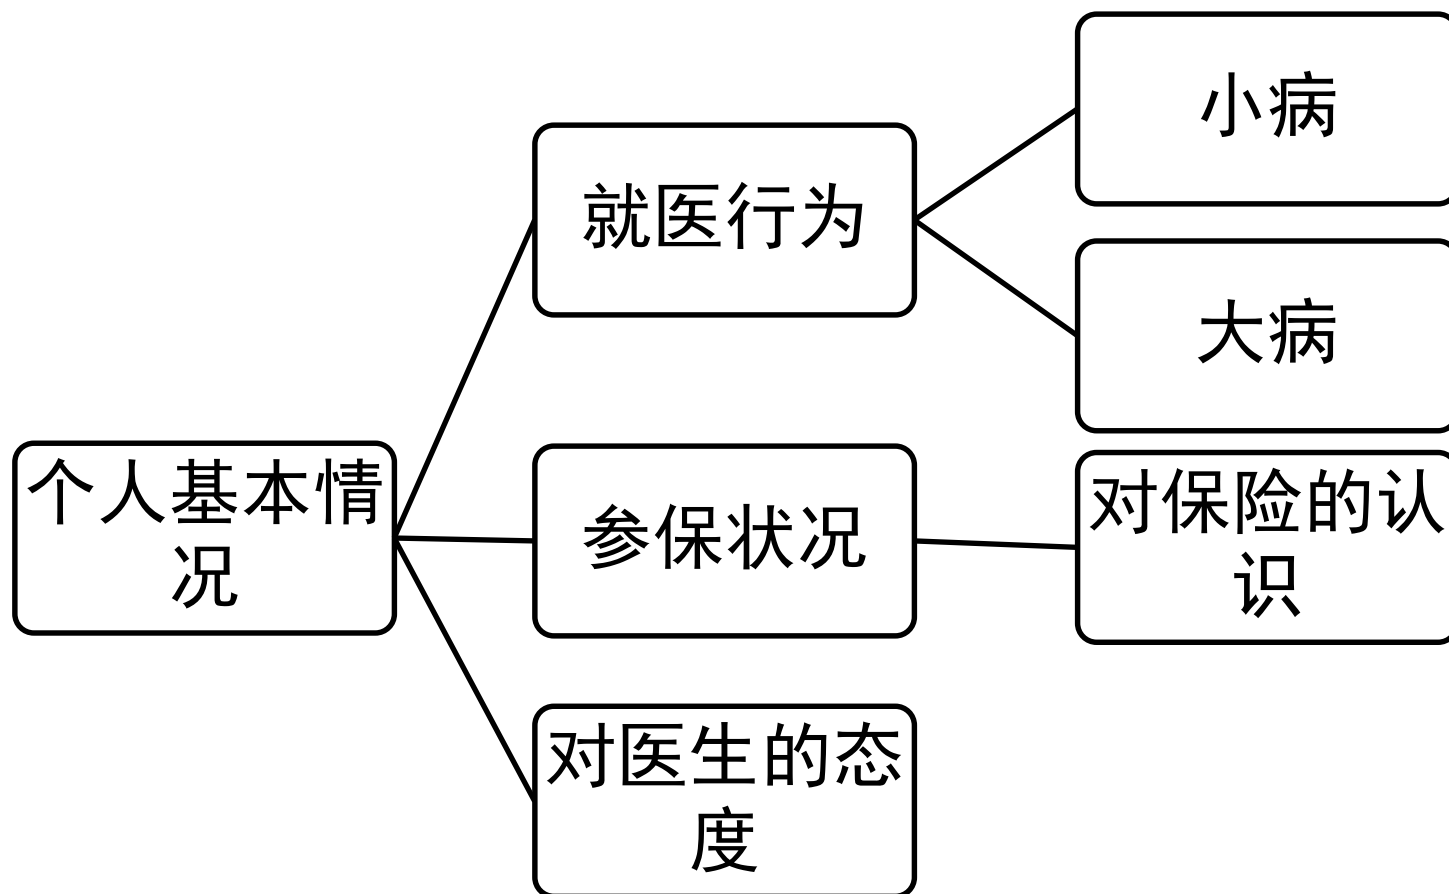 小病
就医行为
大病
个人基本情
况
参保状况
对保险的认
识
对医生的态
度